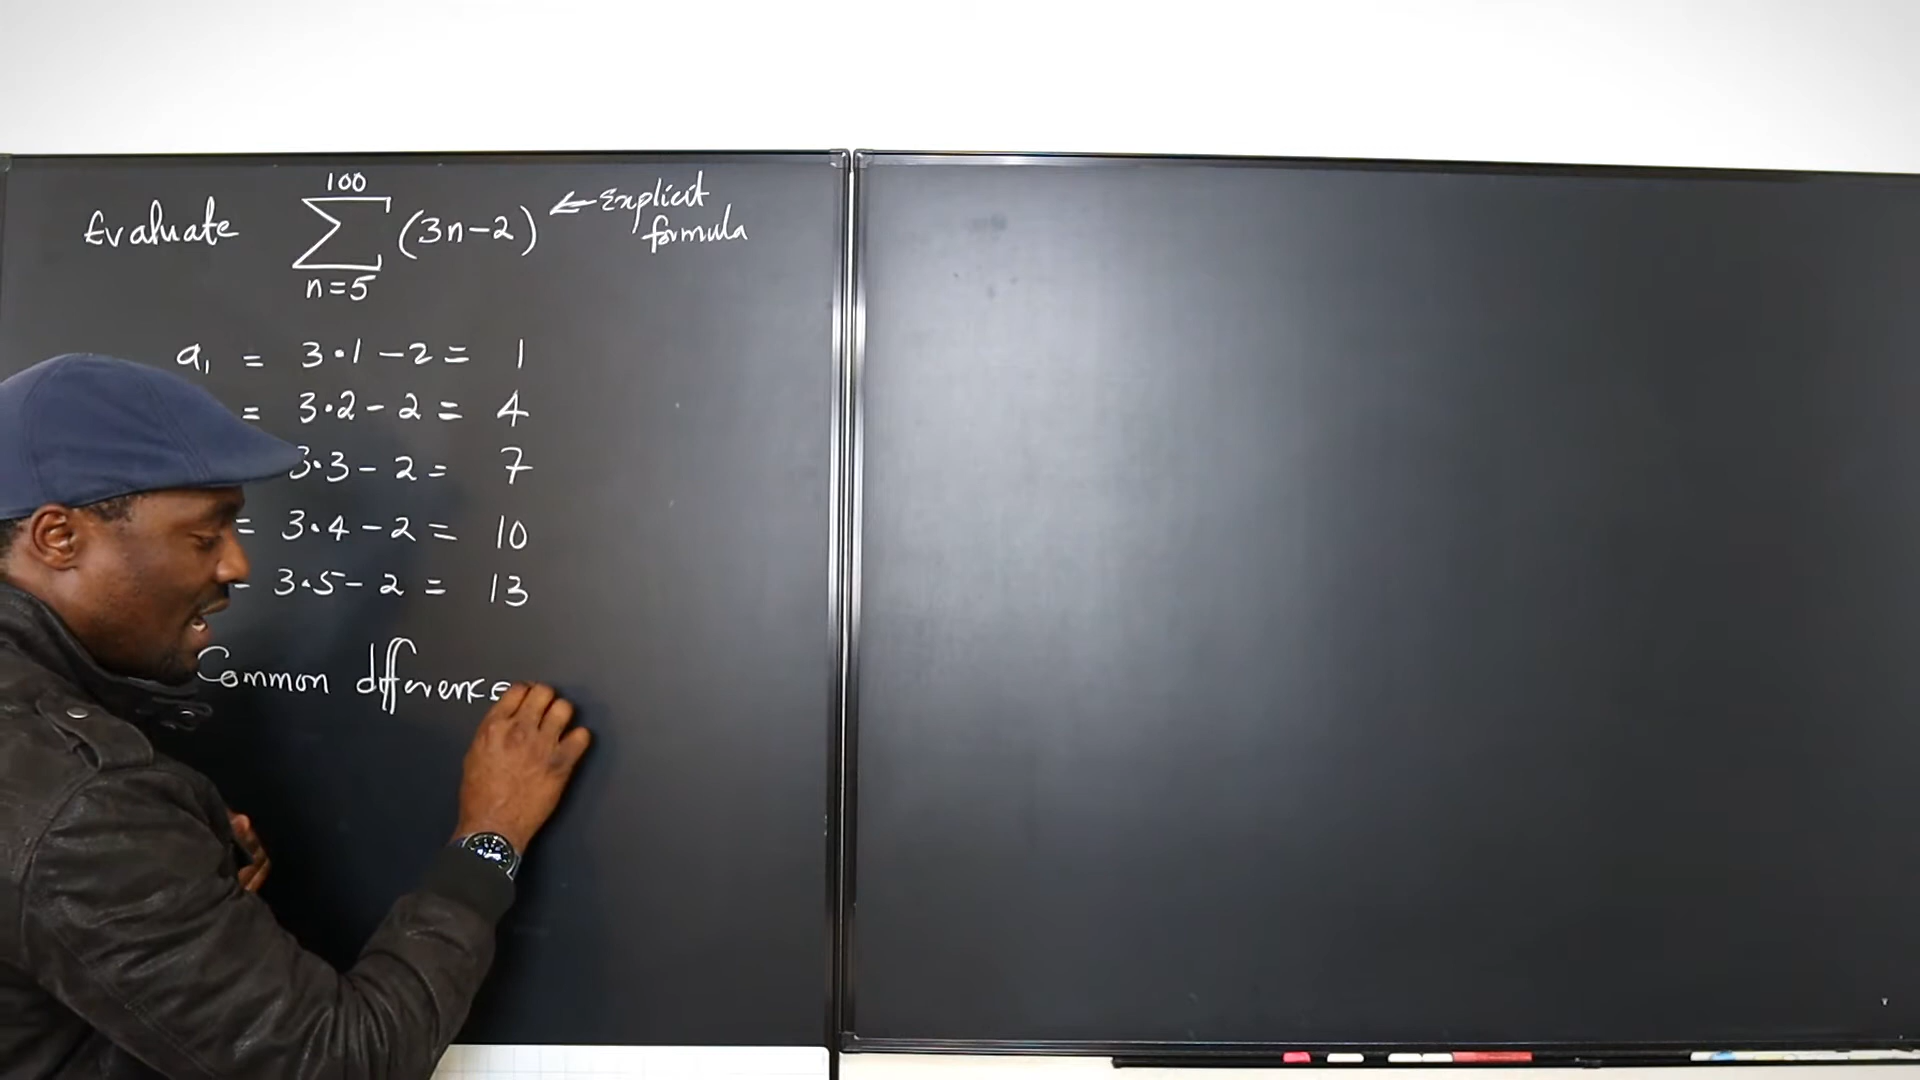 100
Evaluate ∑ (3n-2) ← Explicit
formula
n=5
a₁ = 3·1-2 = 1
= 3·2-2 = 4
3·3-2 = 7
= 3·4-2 = 10
= 3·5-2 = 13
Common difference